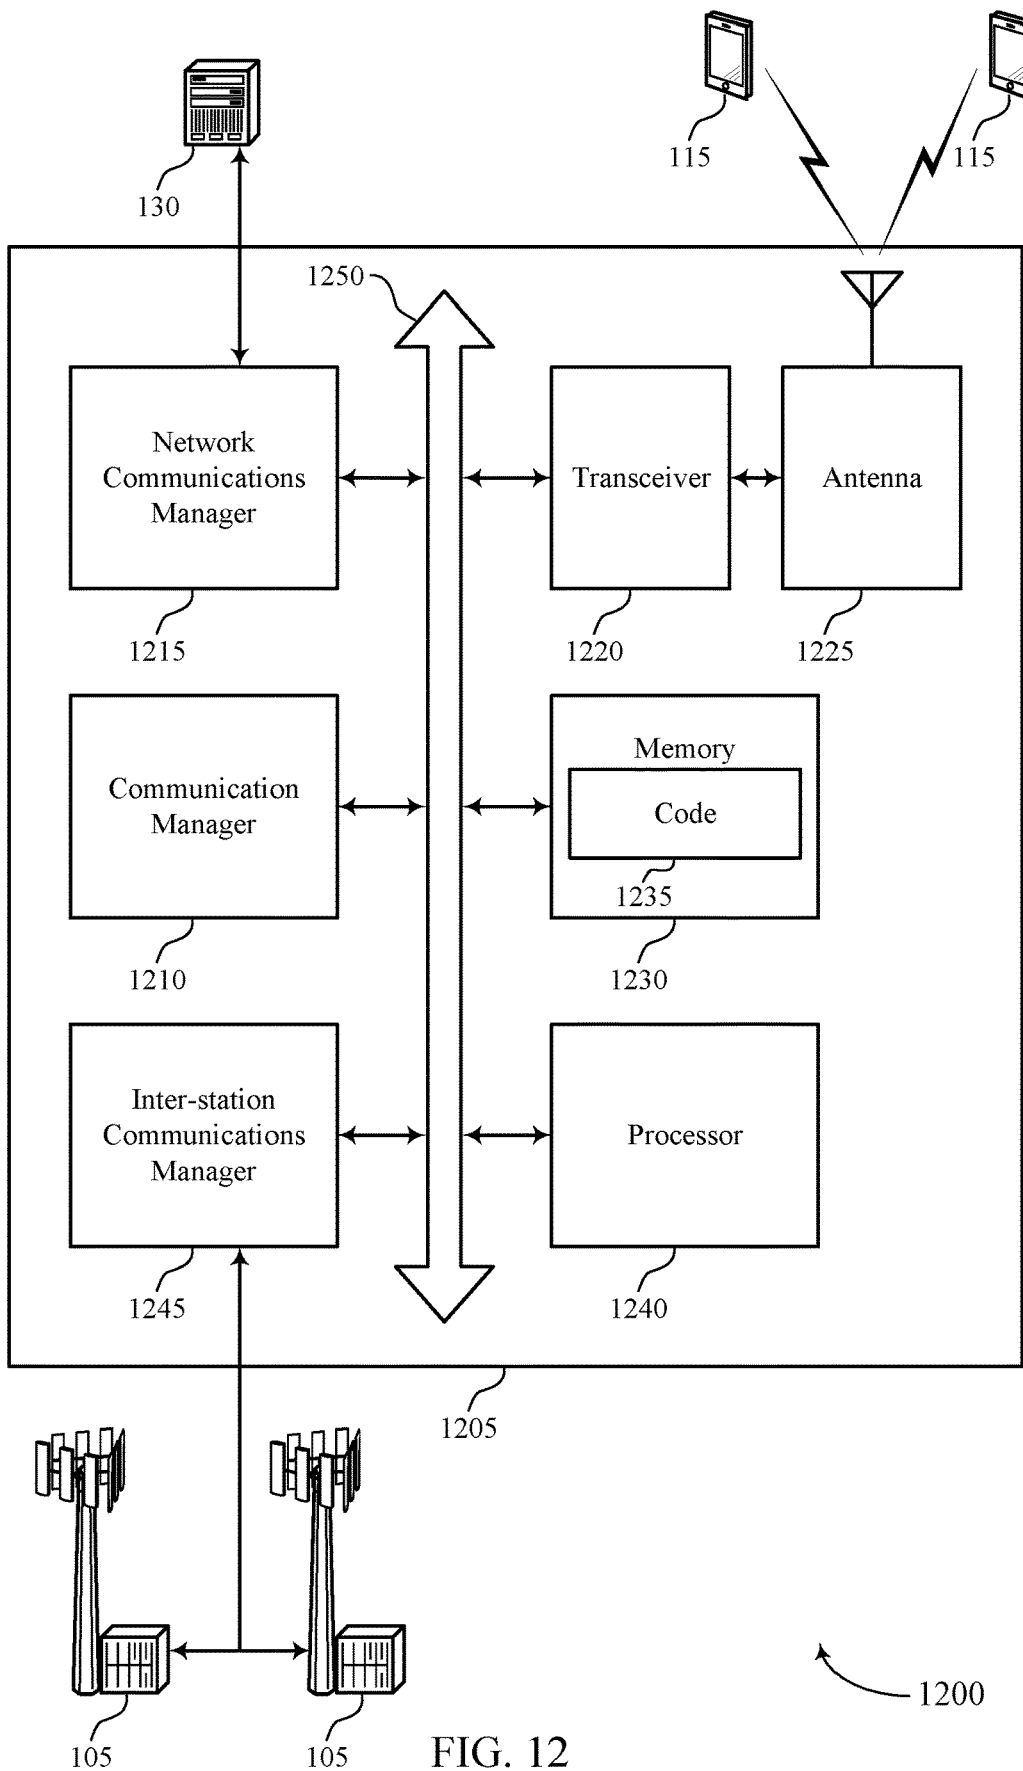 115
115
130
1250
Network
Communications
Manager
Transceiver
Antenna
1215
1220
1225
Communication
Manager
Memory
Code
1235
1210
1230
Inter-station
Communications
Manager
Processor
1245
1240
1205
1200
105
105
FIG. 12